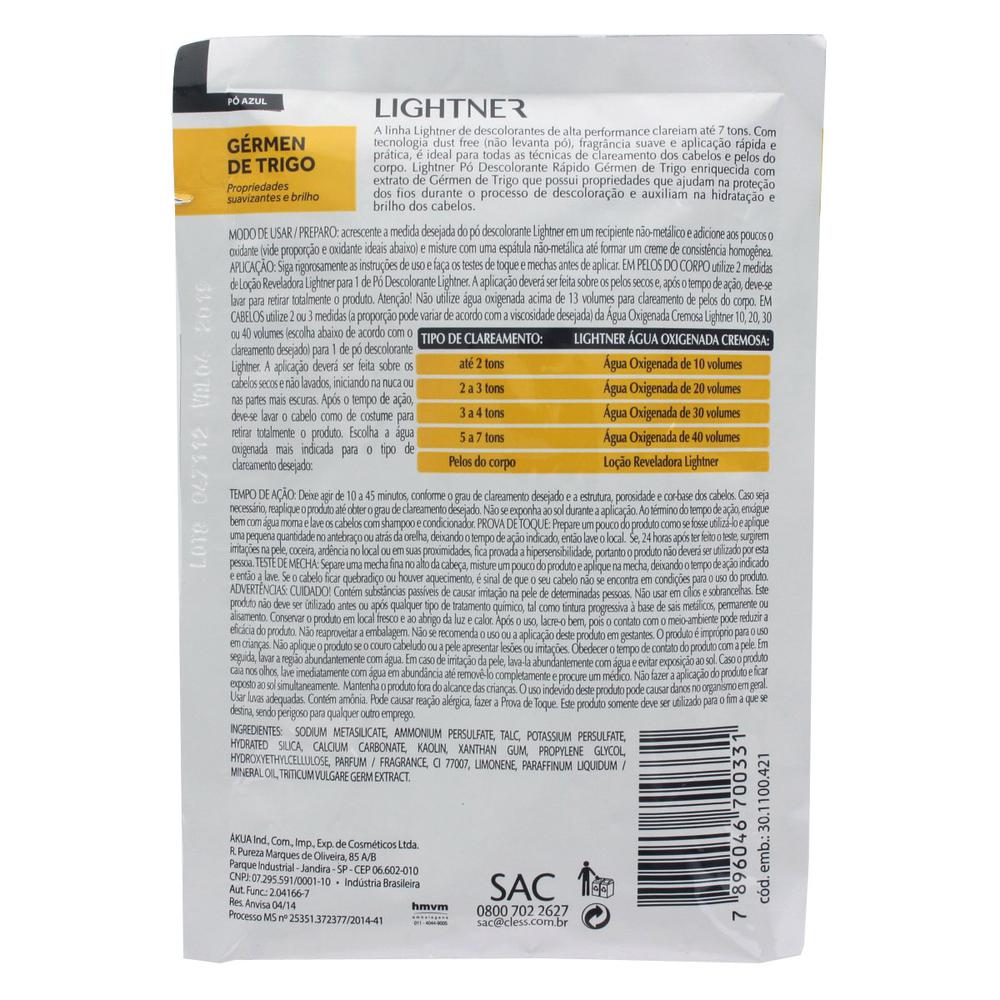 PÓ AZUL
GÉRMEN
DE TRIGO
Propriedades
suavizantes e brilho
LIGHTNER
A linha Lightner de descolorantes de alta performance clareiam até 7 tons. Com
tecnologia dust free (não levanta pó), fragrância suave e aplicação rápida e
prática, é ideal para todas as técnicas de clareamento dos cabelos e pelos do
corpo. Lightner Pó Descolorante Rápido Gérmen de Trigo enriquecida com
extrato de Gérmen de Trigo que possui propriedades que ajudam na proteção
dos fios durante o processo de descoloração e auxiliam na hidratação e
brilho dos cabelos.
MODO DE USAR / PREPARO: acrescente a medida desejada do pó descolorante Lightner em um recipiente não-metálico e adicione aos poucos o
oxidante (vide proporção e oxidante ideais abaixo) e misture com uma espátula não-metálica até formar um creme de consistência homogênea.
APLICAÇÃO: Siga rigorosamente as instruções de uso e faça os testes de toque e mechas antes de aplicar. EM PELOS DO CORPO utilize 2 medidas
de Loção Reveladora Lightner para 1 de Pó Descolorante Lightner. A aplicação deverá ser feita sobre os pelos secos e, após o tempo de ação, deve-se
lavar para retirar totalmente o produto. Atenção! Não utilize água oxigenada acima de 13 volumes para clareamento de pelos do corpo. EM
CABELOS utilize 2 ou 3 medidas (a proporção pode variar de acordo com a viscosidade desejada) da Água Oxigenada Cremosa Lightner 10, 20, 30
ou 40 volumes (escolha abaixo de acordo com o
clareamento desejado) para 1 de pó descolorante
Lightner. A aplicação deverá ser feita sobre os
cabelos secos e não lavados, iniciando na nuca ou
nas partes mais escuras. Após o tempo de ação,
deve-se lavar o cabelo como de costume para
retirar totalmente o produto. Escolha a água
oxigenada mais indicada para o tipo de
clareamento desejado:
TIPO DE CLAREAMENTO: LIGHTNER ÁGUA OXIGENADA CREMOSA:
até 2 tons Água Oxigenada de 10 volumes
2 a 3 tons Água Oxigenada de 20 volumes
3 a 4 tons Água Oxigenada de 30 volumes
5 a 7 tons Água Oxigenada de 40 volumes
Pelos do corpo Loção Reveladora Lightner
TEMPO DE AÇÃO: Deixe agir de 10 a 45 minutos, conforme o grau de clareamento desejado e a estrutura, porosidade e cor-base dos cabelos. Caso seja
necessário, reaplique o produto até obter o grau de clareamento desejado. Não se exponha ao sol durante a aplicação. Ao término do tempo de ação, enxágue
bem com água morna e lave os cabelos com shampoo e condicionador. PROVA DE TOQUE: Prepare um pouco do produto como se fosse utilizá-lo e aplique
uma pequena quantidade no antebraço ou atrás da orelha, deixando o tempo de ação indicado, então lave o local. Se, 24 horas após ter feito o teste, surgirem
irritações na pele, coceira, ardência no local ou em suas proximidades, fica provada a hipersensibilidade, portanto o produto não deverá ser utilizado por esta
pessoa. TESTE DE MECHA: Separe uma mecha fina no alto da cabeça, misture um pouco do produto e aplique na mecha, deixando o tempo de ação indicado
e então a lave. Se o cabelo ficar quebradiço ou houver aquecimento, é sinal de que o seu cabelo não se encontra em condições para o uso do produto.
ADVERTÊNCIAS: CUIDADO! Contém substâncias passíveis de causar irritação na pele de determinadas pessoas. Não usar em cílios e sobrancelhas. Este
produto não deve ser utilizado antes ou após qualquer tipo de tratamento químico, tal como tintura progressiva à base de sais metálicos, permanente ou
alisamento. Conservar o produto em local fresco e ao abrigo da luz e calor. Após o uso, lacre-o bem, pois o contato com o meio-ambiente pode reduzir a
eficácia do produto. Não reaproveitar a embalagem. Não se recomenda o uso ou a aplicação deste produto em gestantes. O produto é impróprio para o uso
em crianças. Não aplique o produto se o couro cabeludo ou a pele apresentar lesões ou irritações. Obedecer o tempo de contato do produto com a pele. Em
seguida, lavar a região abundantemente com água. Em caso de irritação da pele, lava-la abundantemente com água e evitar exposição ao sol. Caso o produto
caia nos olhos, lave imediatamente com água em abundância até removê-lo completamente e procure um médico. Não fazer a aplicação do produto e ficar
exposto ao sol simultaneamente. Mantenha o produto fora do alcance das crianças. O uso indevido deste produto pode causar danos no organismo em geral.
Usar luvas adequadas. Contém amônia. Pode causar reação alérgica, fazer a Prova de Toque. Este produto somente deve ser utilizado para o fim a que se
destina, sendo perigoso para qualquer outro emprego.
INGREDIENTES: SODIUM METASILICATE, AMMONIUM PERSULFATE, TALC, POTASSIUM PERSULFATE,
HYDRATED SILICA, CALCIUM CARBONATE, KAOLIN, XANTHAN GUM, PROPYLENE GLYCOL,
HYDROXYETHYLCELLULOSE, PARFUM / FRAGRANCE, CI 77007, LIMONENE, PARAFFINUM LIQUIDUM /
MINERAL OIL, TRITICUM VULGARE GERM EXTRACT.
ÁKUA Ind., Com., Imp., Exp. de Cosméticos Ltda.
R. Pureza Marques de Oliveira, 85 A/B
Parque Industrial - Jandira - SP - CEP 06.602-010
CNPJ: 07.295.591/0001-10 • Indústria Brasileira
Aut. Func.: 2.04166-7
Res. Anvisa 04/14
Processo MS nº 25351.372377/2014-41
hmvm
embalagens
011 - 4044-9005
SAC
0800 702 2627
sac@cless.com.br
7 896046 700331
cód. emb.: 30.1100.421
LOTE 047112 VAL 04 2019